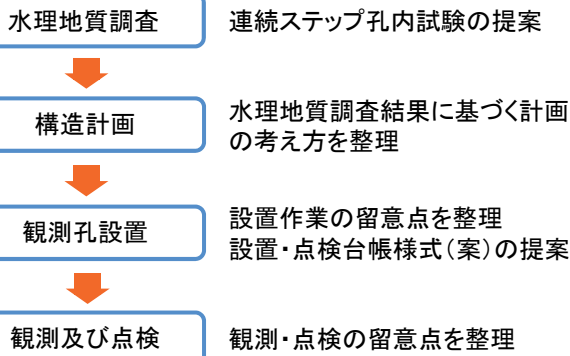 水理地質調査
連続ステップ孔内試験の提案
構造計画
水理地質調査結果に基づく計画
の考え方を整理
観測孔設置
設置作業の留意点を整理
設置・点検台帳様式(案)の提案
観測及び点検
観測・点検の留意点を整理